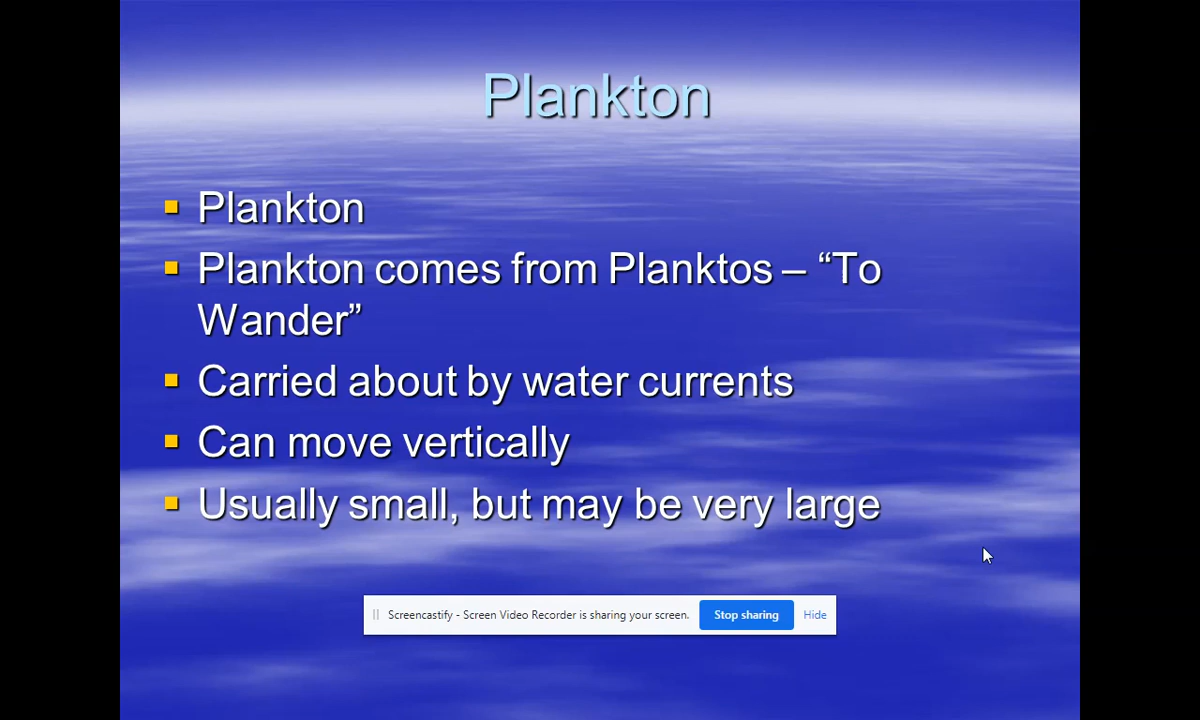 Plankton
Plankton
Plankton comes from Planktos – “To
Wander”
Carried about by water currents
Can move vertically
Usually small, but may be very large
Screencastify - Screen Video Recorder is sharing your screen. Stop sharing Hide